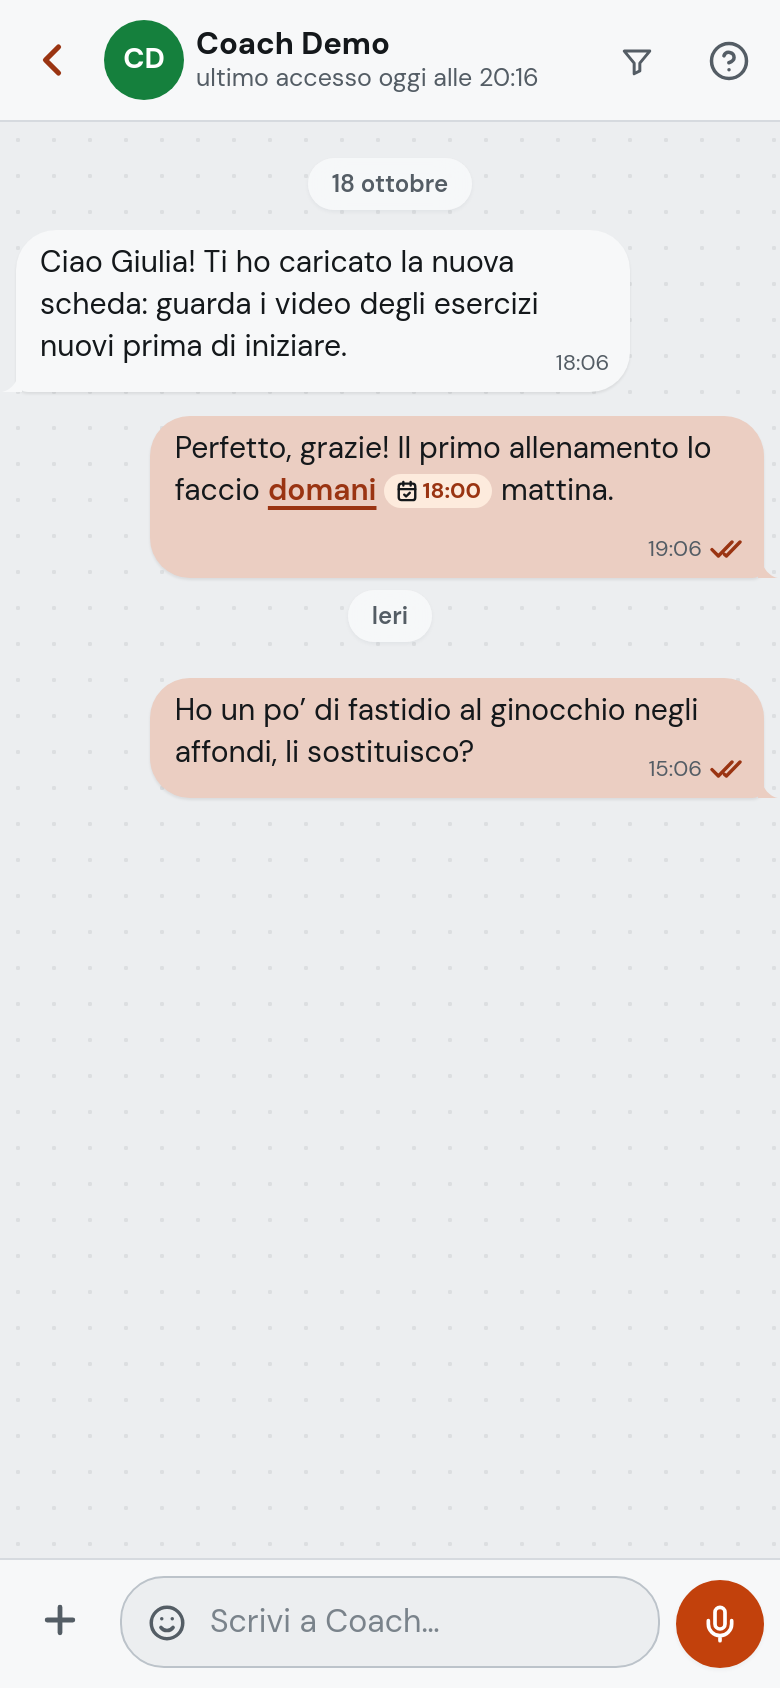 CD
Coach Demo
ultimo accesso oggi alle 20:16
18 ottobre
Ciao Giulia! Ti ho caricato la nuova
scheda: guarda i video degli esercizi
nuovi prima di iniziare.
18:06
Perfetto, grazie! Il primo allenamento lo
faccio domani 18:00 mattina.
19:06
Ieri
Ho un po’ di fastidio al ginocchio negli
affondi, li sostituisco?
15:06
Scrivi a Coach...